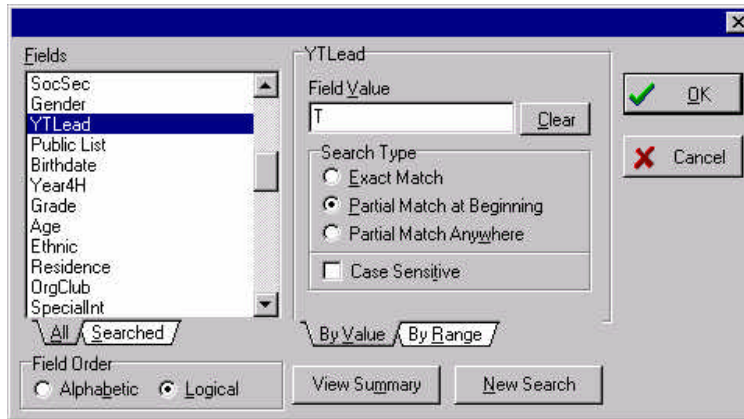 Fields
SocSec
Gender
YTLead
Public List
Birthdate
Year4H
Grade
Age
Ethnic
Residence
OrgClub
SpecialInt
All Searched
Field Order
Alphabetic Logical
YTLead
Field Value
T Clear
Search Type
Exact Match
Partial Match at Beginning
Partial Match Anywhere
Case Sensitive
By Value By Range
View Summary New Search
OK
Cancel